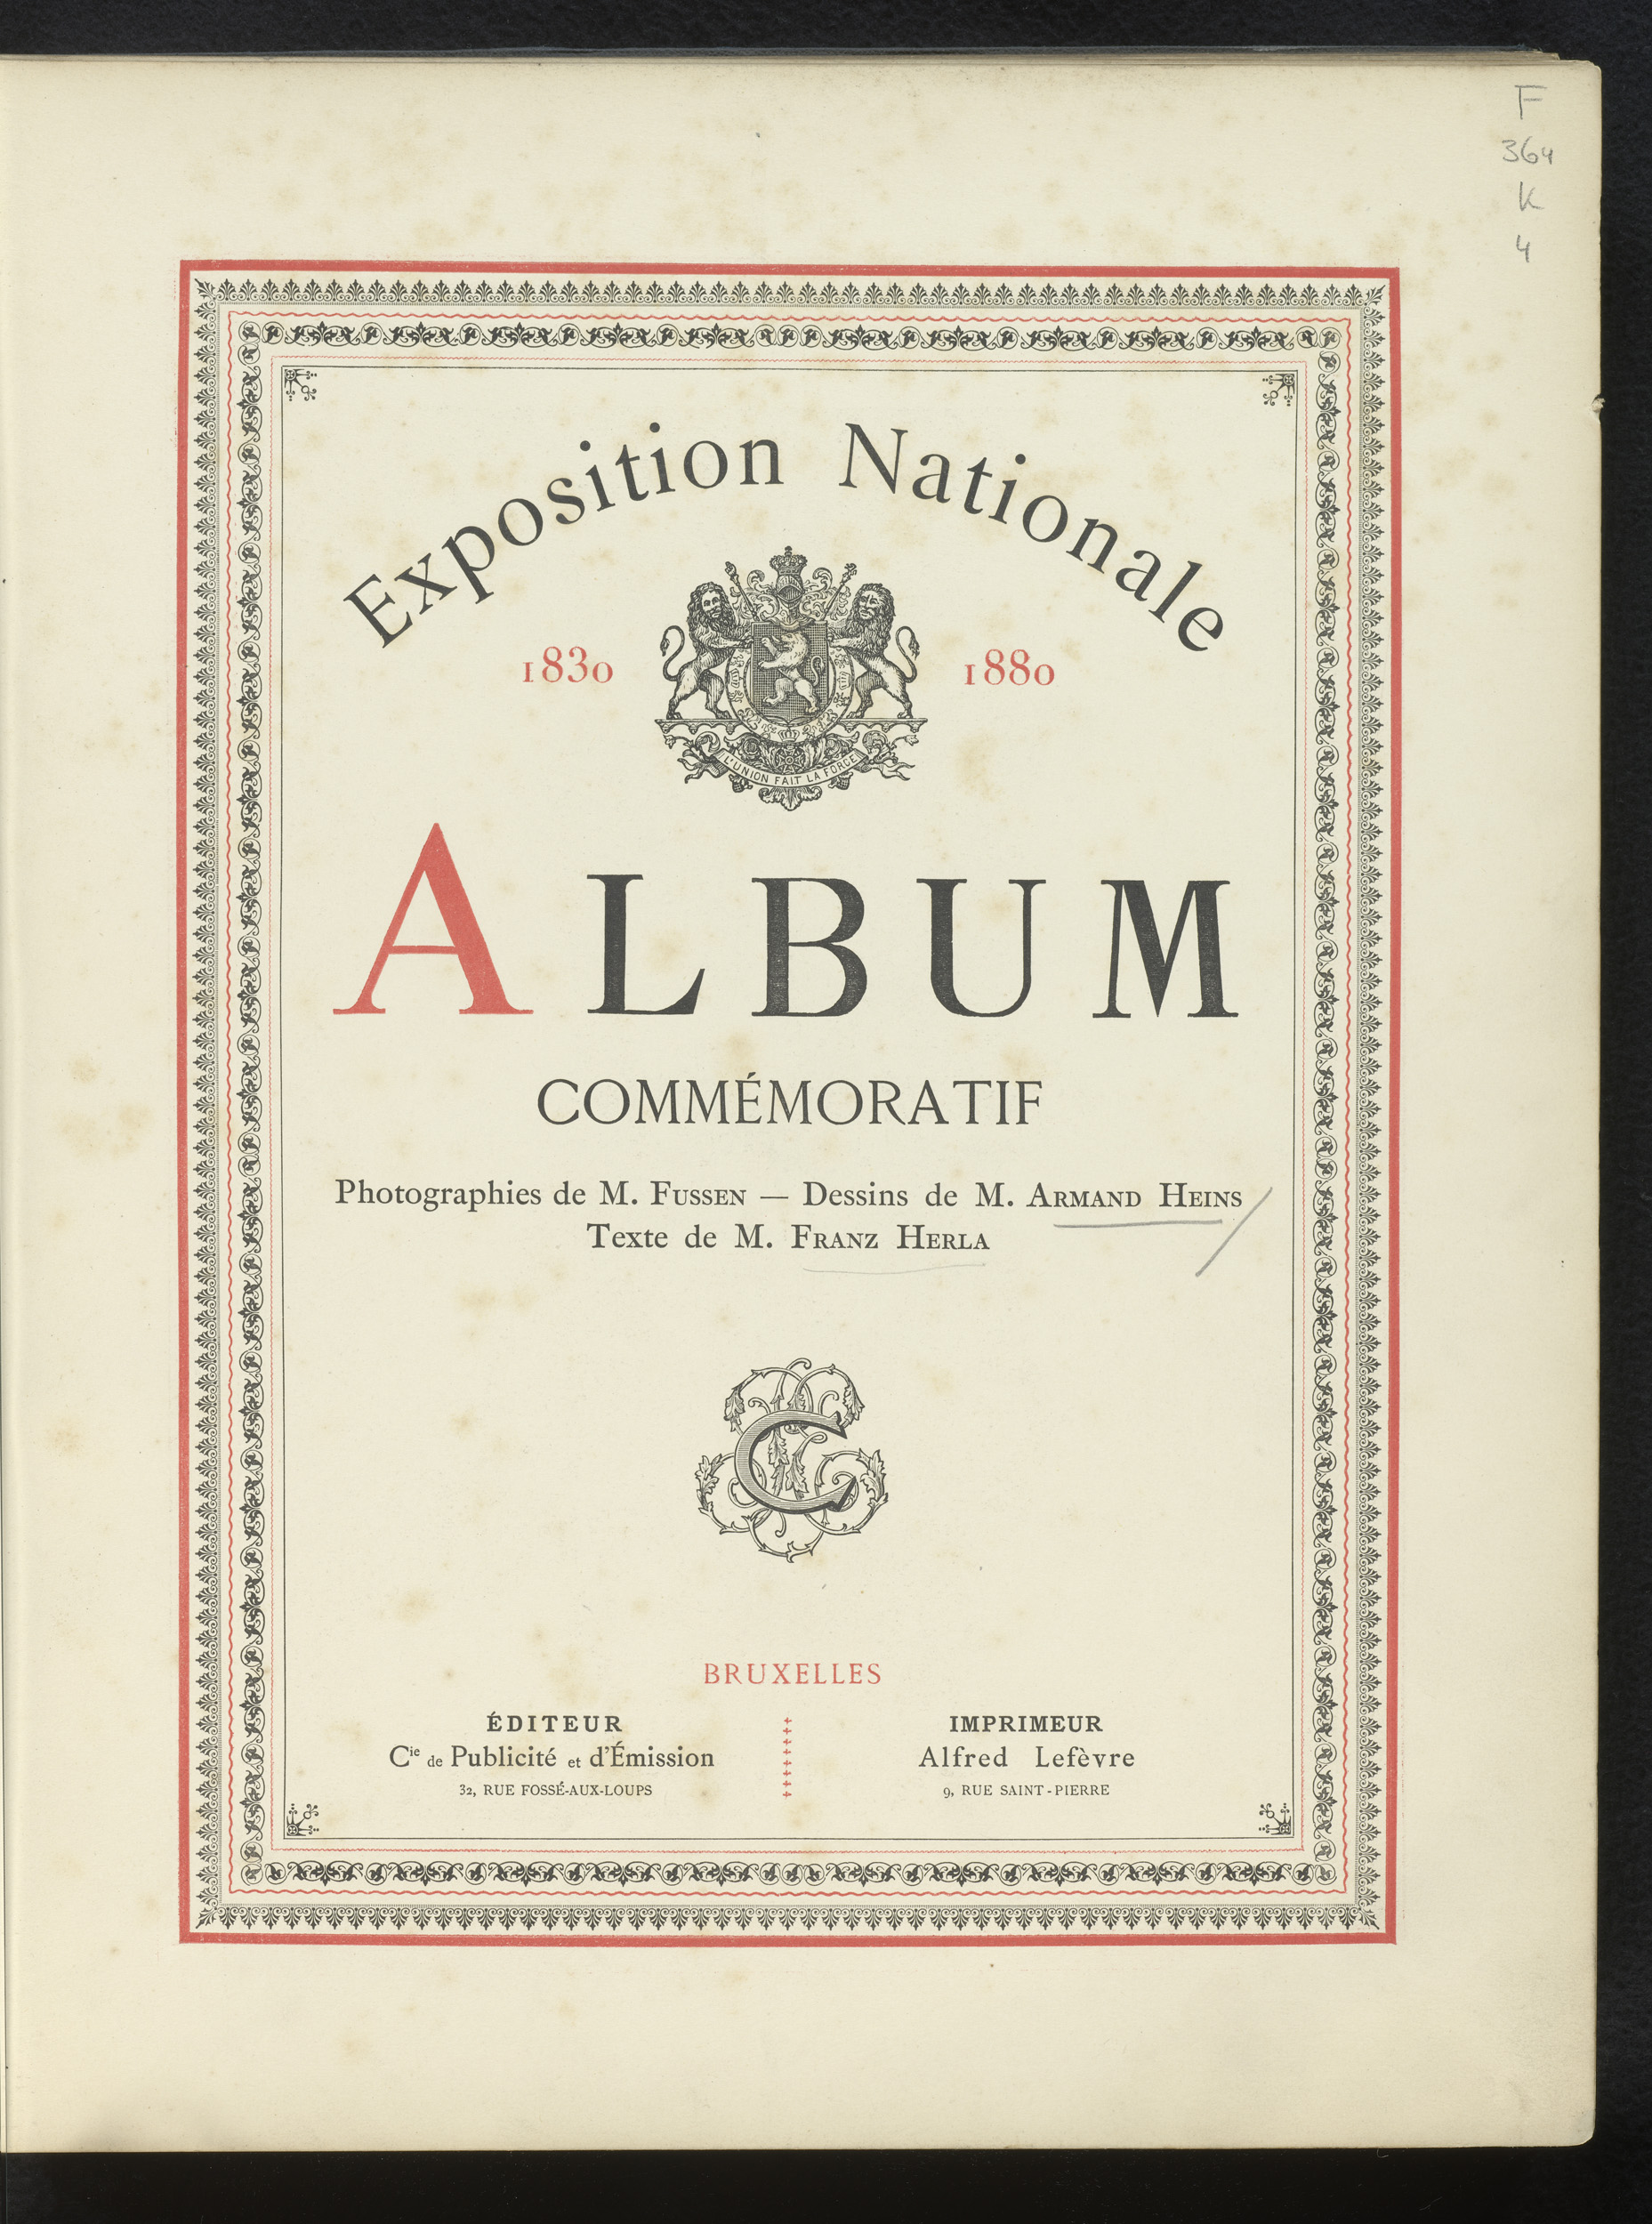 F
364
K
4
Exposition Nationale
1830 1880
L'UNION FAIT LA FORCE
ALBUM
COMMÉMORATIF
Photographies de M. FUSSEN — Dessins de M. ARMAND HEINS
Texte de M. FRANZ HERLA
BRUXELLES
ÉDITEUR
Cie de Publicité et d'Émission
32, RUE FOSSÉ-AUX-LOUPS
IMPRIMEUR
Alfred Lefèvre
9, RUE SAINT-PIERRE